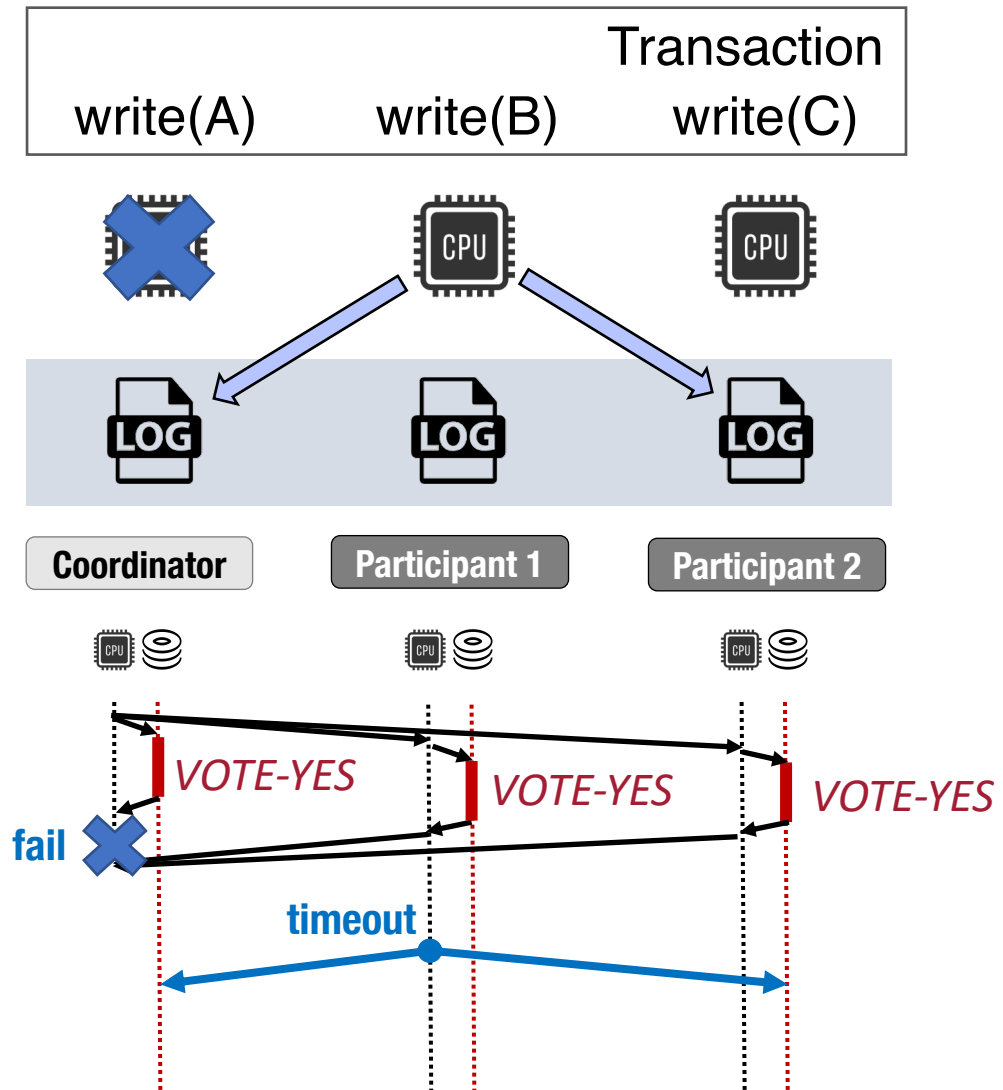 Transaction
write(A) write(B) write(C)
CPU CPU
LOG LOG LOG
Coordinator Participant 1 Participant 2
CPU CPU CPU
VOTE-YES VOTE-YES VOTE-YES
fail
timeout